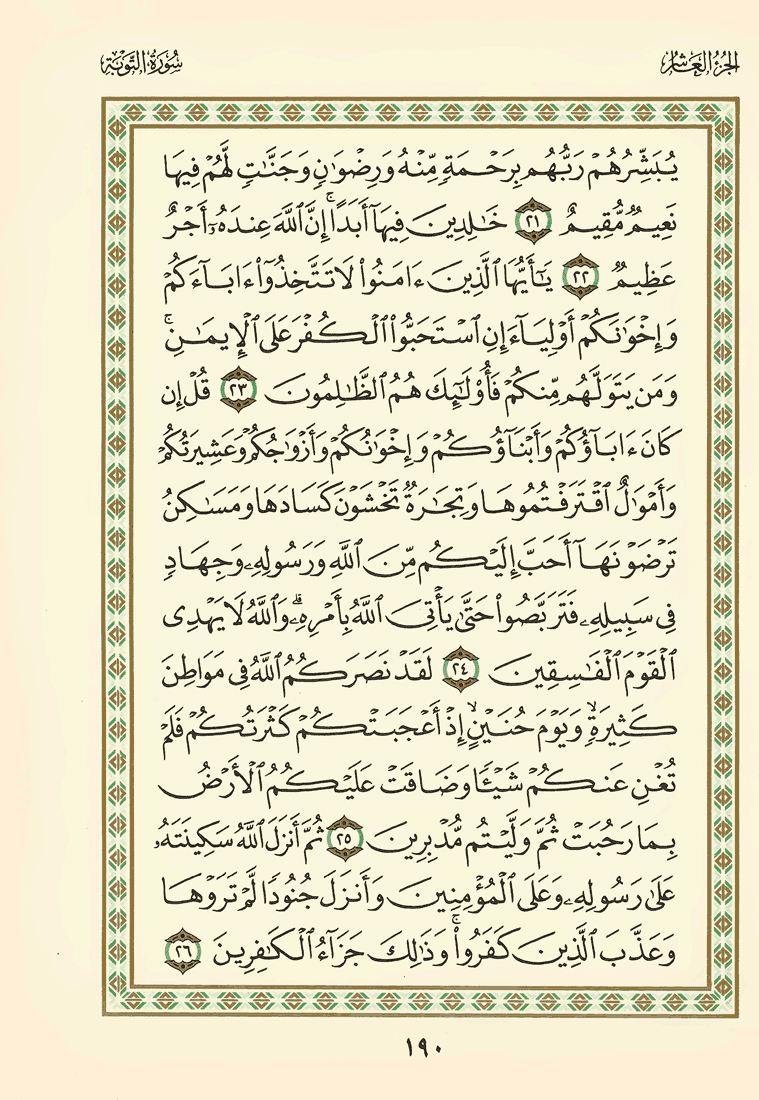 الجزء العاشر
سورة التوبة
يُبَشِّرُهُمْ رَبُّهُم بِرَحْمَةٍ مِّنْهُ وَرِضْوَٰنٍ وَجَنَّٰتٍ لَّهُمْ فِيهَا
نَعِيمٌ مُّقِيمٌ ٢١ خَٰلِدِينَ فِيهَآ أَبَدًا ۚ إِنَّ ٱللَّهَ عِندَهُۥٓ أَجْرٌ
عَظِيمٌ ٢٢ يَٰٓأَيُّهَا ٱلَّذِينَ ءَامَنُوا۟ لَا تَتَّخِذُوٓا۟ ءَابَآءَكُمْ
وَإِخْوَٰنَكُمْ أَوْلِيَآءَ إِنِ ٱسْتَحَبُّوا۟ ٱلْكُفْرَ عَلَى ٱلْإِيمَٰنِ ۚ
وَمَن يَتَوَلَّهُم مِّنكُمْ فَأُو۟لَٰٓئِكَ هُمُ ٱلظَّٰلِمُونَ ٢٣ قُلْ إِن
كَانَ ءَابَآؤُكُمْ وَأَبْنَآؤُكُمْ وَإِخْوَٰنُكُمْ وَأَزْوَٰجُكُمْ وَعَشِيرَتُكُمْ
وَأَمْوَٰلٌ ٱقْتَرَفْتُمُوهَا وَتِجَٰرَةٌ تَخْشَوْنَ كَسَادَهَا وَمَسَٰكِنُ
تَرْضَوْنَهَآ أَحَبَّ إِلَيْكُم مِّنَ ٱللَّهِ وَرَسُولِهِۦ وَجِهَادٍ
فِى سَبِيلِهِۦ فَتَرَبَّصُوا۟ حَتَّىٰ يَأْتِىَ ٱللَّهُ بِأَمْرِهِۦ ۗ وَٱللَّهُ لَا يَهْدِى
ٱلْقَوْمَ ٱلْفَٰسِقِينَ ٢٤ لَقَدْ نَصَرَكُمُ ٱللَّهُ فِى مَوَاطِنَ
كَثِيرَةٍ ۙ وَيَوْمَ حُنَيْنٍ ۙ إِذْ أَعْجَبَتْكُمْ كَثْرَتُكُمْ فَلَمْ
تُغْنِ عَنكُمْ شَيْـًٔا وَضَاقَتْ عَلَيْكُمُ ٱلْأَرْضُ
بِمَا رَحُبَتْ ثُمَّ وَلَّيْتُم مُّدْبِرِينَ ٢٥ ثُمَّ أَنزَلَ ٱللَّهُ سَكِينَتَهُۥ
عَلَىٰ رَسُولِهِۦ وَعَلَى ٱلْمُؤْمِنِينَ وَأَنزَلَ جُنُودًا لَّمْ تَرَوْهَا
وَعَذَّبَ ٱلَّذِينَ كَفَرُوا۟ ۚ وَذَٰلِكَ جَزَآءُ ٱلْكَٰفِرِينَ ٢٦
١٩٠